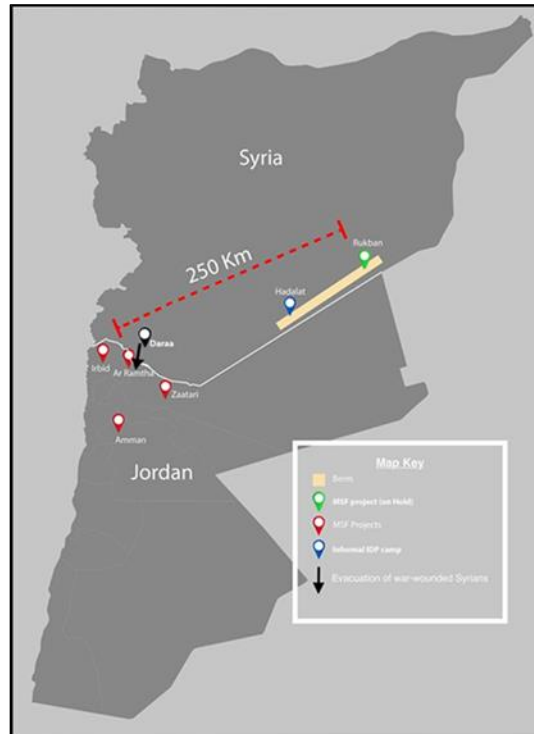 Syria
250 Km
Rukban
Hadalat
Daraa
Irbid
Ar Ramtha
Zaatari
Amman
Jordan
Map Key
Berm
MSF project (on Hold)
MSF Projects
Informal IDP camp
Evacuation of war-wounded Syrians